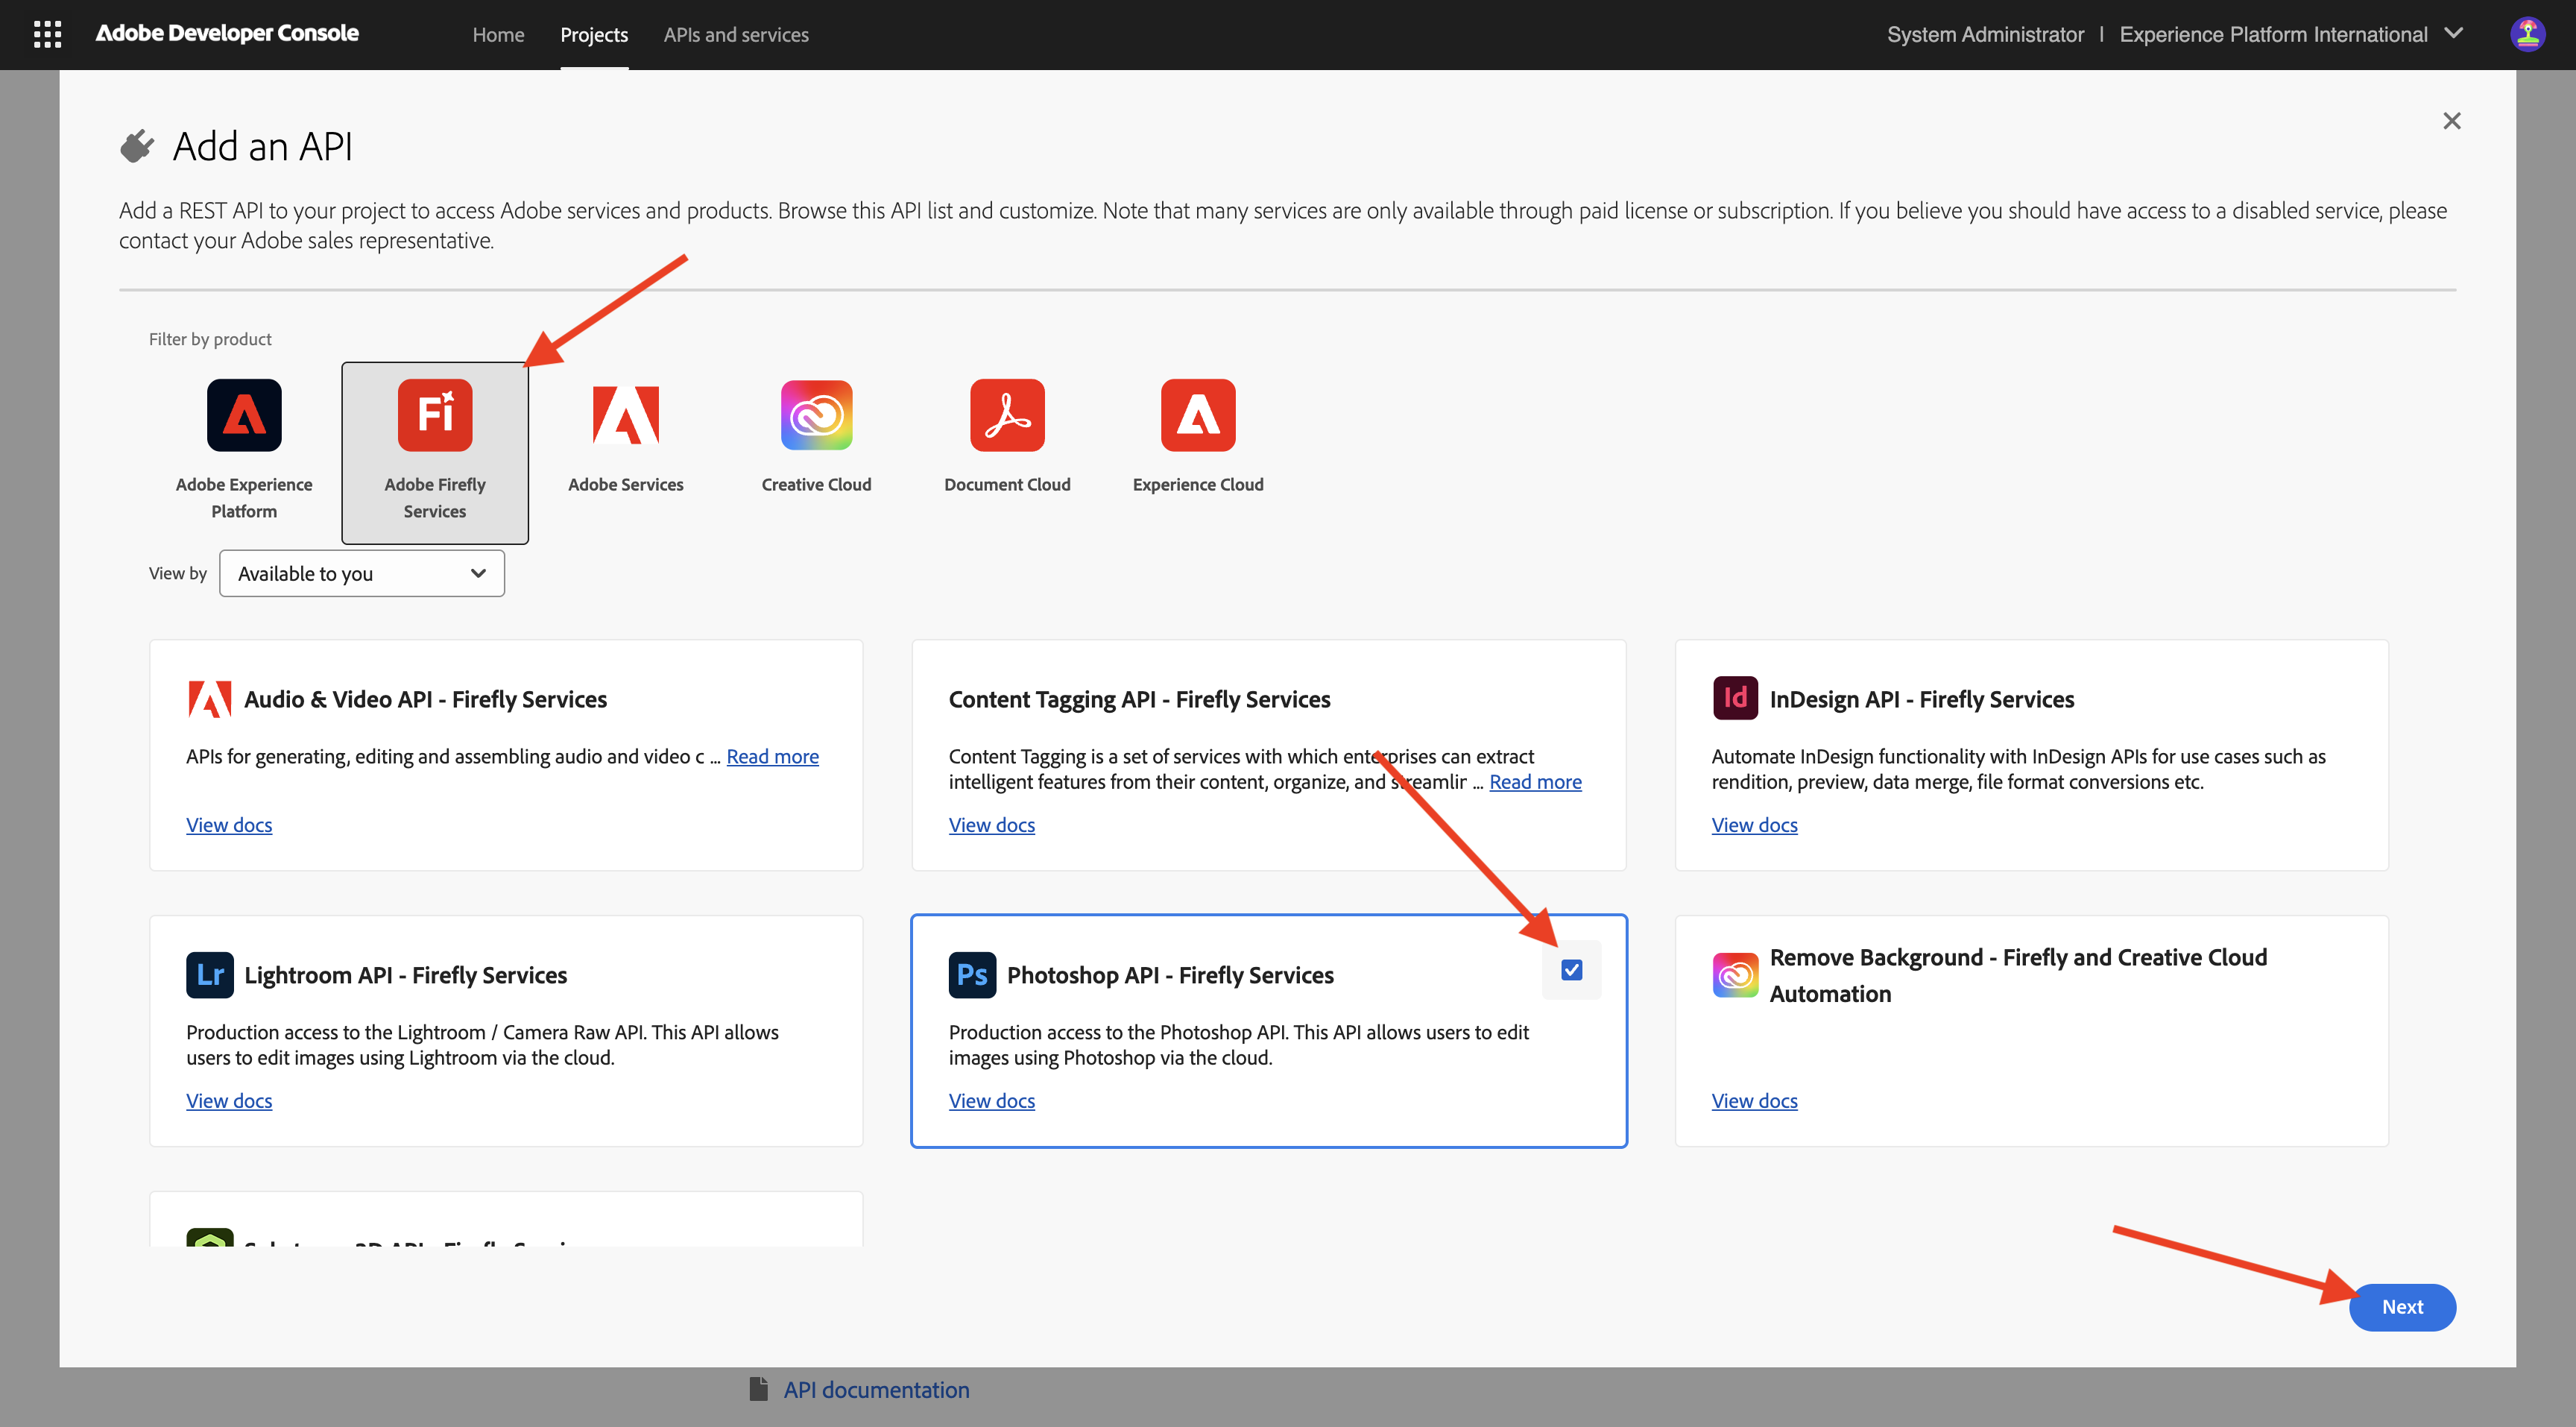 Adobe Developer Console
Home
Projects
APIs and services
System Administrator | Experience Platform International
Add an API
Add a REST API to your project to access Adobe services and products. Browse this API list and customize. Note that many services are only available through paid license or subscription. If you believe you should have access to a disabled service, please
contact your Adobe sales representative.
Filter by product
Fi
Adobe Experience
Platform
Adobe Firefly
Services
Adobe Services
Creative Cloud
Document Cloud
Experience Cloud
View by
Available to you
Audio & Video API - Firefly Services
APIs for generating, editing and assembling audio and video c ... Read more
View docs
Content Tagging API - Firefly Services
Content Tagging is a set of services with which enterprises can extract
intelligent features from their content, organize, and streamlir ... Read more
View docs
Id
InDesign API - Firefly Services
Automate InDesign functionality with InDesign APIs for use cases such as
rendition, preview, data merge, file format conversions etc.
View docs
Lr
Lightroom API - Firefly Services
Production access to the Lightroom / Camera Raw API. This API allows
users to edit images using Lightroom via the cloud.
View docs
Ps
Photoshop API - Firefly Services
Production access to the Photoshop API. This API allows users to edit
images using Photoshop via the cloud.
View docs
Remove Background - Firefly and Creative Cloud
Automation
View docs
Next
API documentation